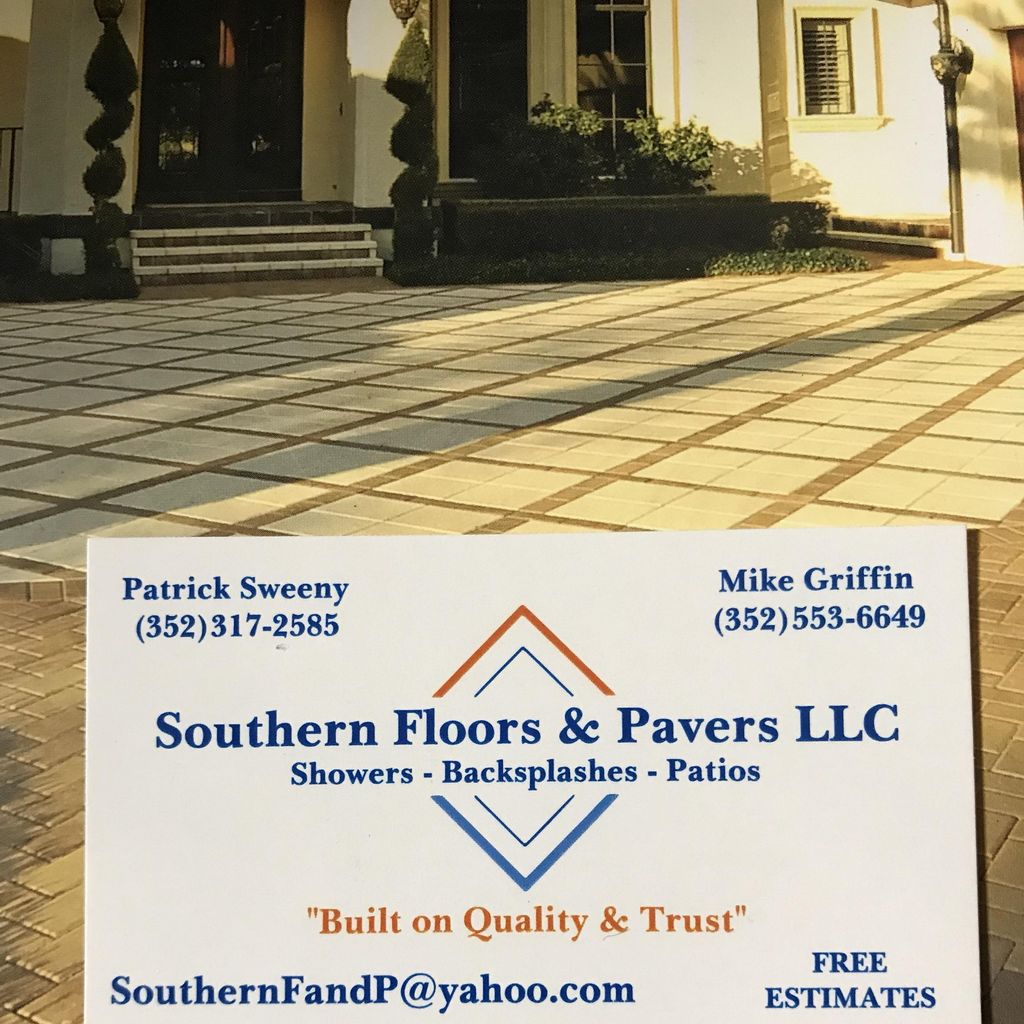 Patrick Sweeny
(352)317-2585
Mike Griffin
(352)553-6649
Southern Floors & Pavers LLC
Showers - Backsplashes - Patios
"Built on Quality & Trust"
SouthernFandP@yahoo.com
FREE
ESTIMATES